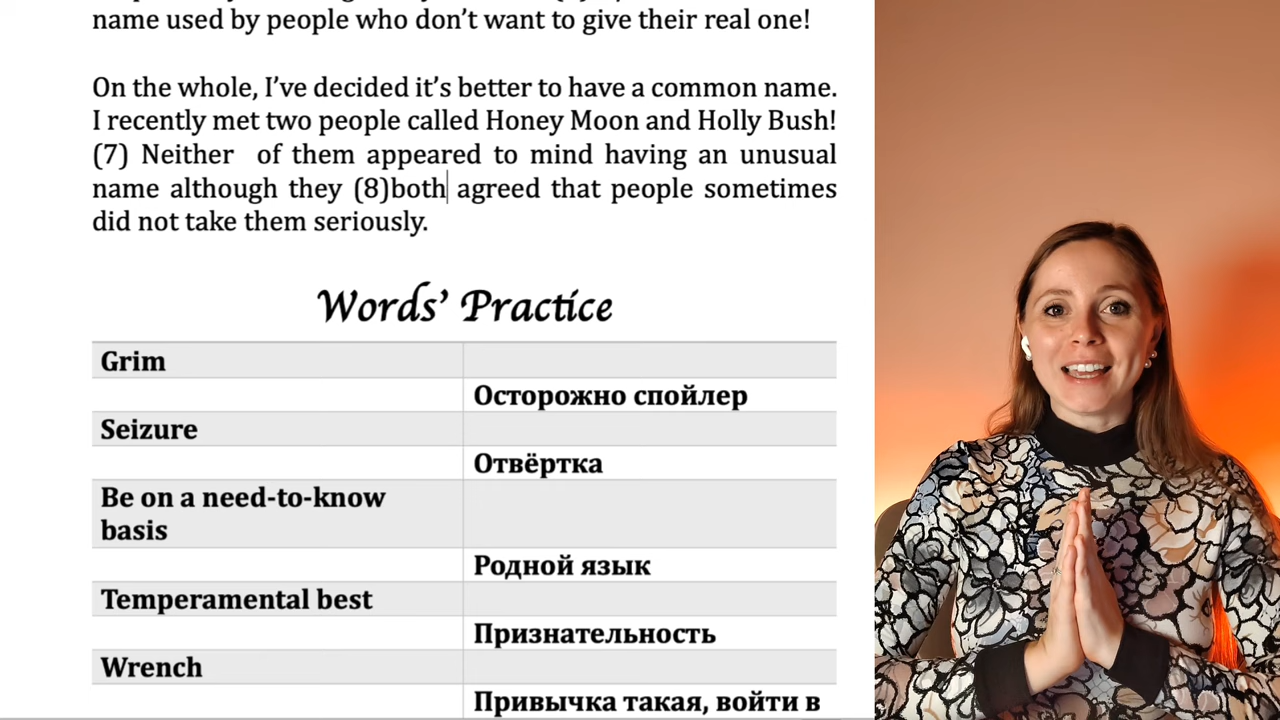 name used by people who don’t want to give their real one!
On the whole, I’ve decided it’s better to have a common name.
I recently met two people called Honey Moon and Holly Bush!
(7) Neither of them appeared to mind having an unusual
name although they (8)both agreed that people sometimes
did not take them seriously.
Words’ Practice
Grim
Осторожно спойлер
Seizure
Отвёртка
Be on a need-to-know
basis
Родной язык
Temperamental best
Признательность
Wrench
Привычка такая, войти в